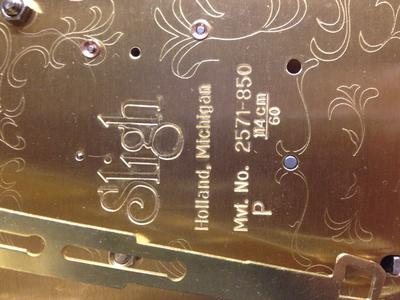 Sligh
Holland, Michigan
Mvt. No. 2571-850
114 cm
60
P